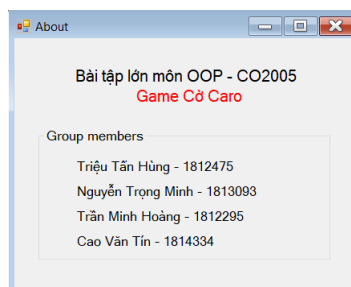 About
Bài tập lớn môn OOP - CO2005
Game Cờ Caro
Group members
Triệu Tấn Hùng - 1812475
Nguyễn Trọng Minh - 1813093
Trần Minh Hoàng - 1812295
Cao Văn Tín - 1814334